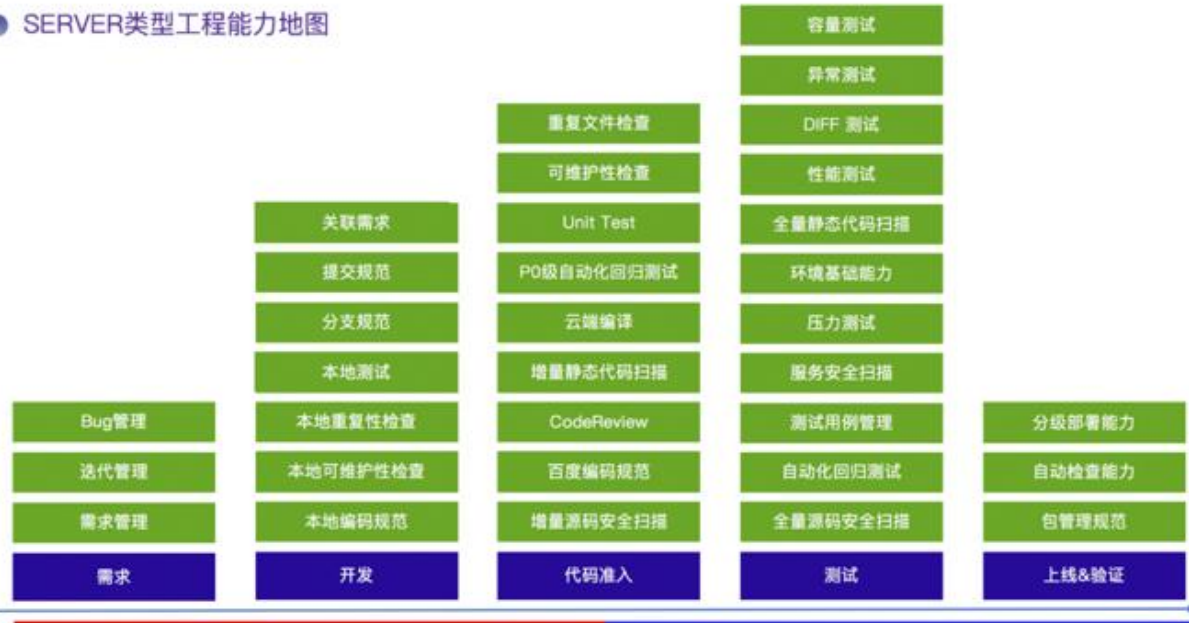 SERVER类型工程能力地图
容量测试
异常测试
重复文件检查
DIFF 测试
可维护性检查
性能测试
关联需求
Unit Test
全量静态代码扫描
提交规范
P0级自动化回归测试
环境基础能力
分支规范
云端编译
压力测试
本地测试
增量静态代码扫描
服务安全扫描
Bug管理
本地重复性检查
CodeReview
测试用例管理
分级部署能力
迭代管理
本地可维护性检查
百度编码规范
自动化回归测试
自动检查能力
需求管理
本地编码规范
增量源码安全扫描
全量源码安全扫描
包管理规范
需求
开发
代码准入
测试
上线&验证